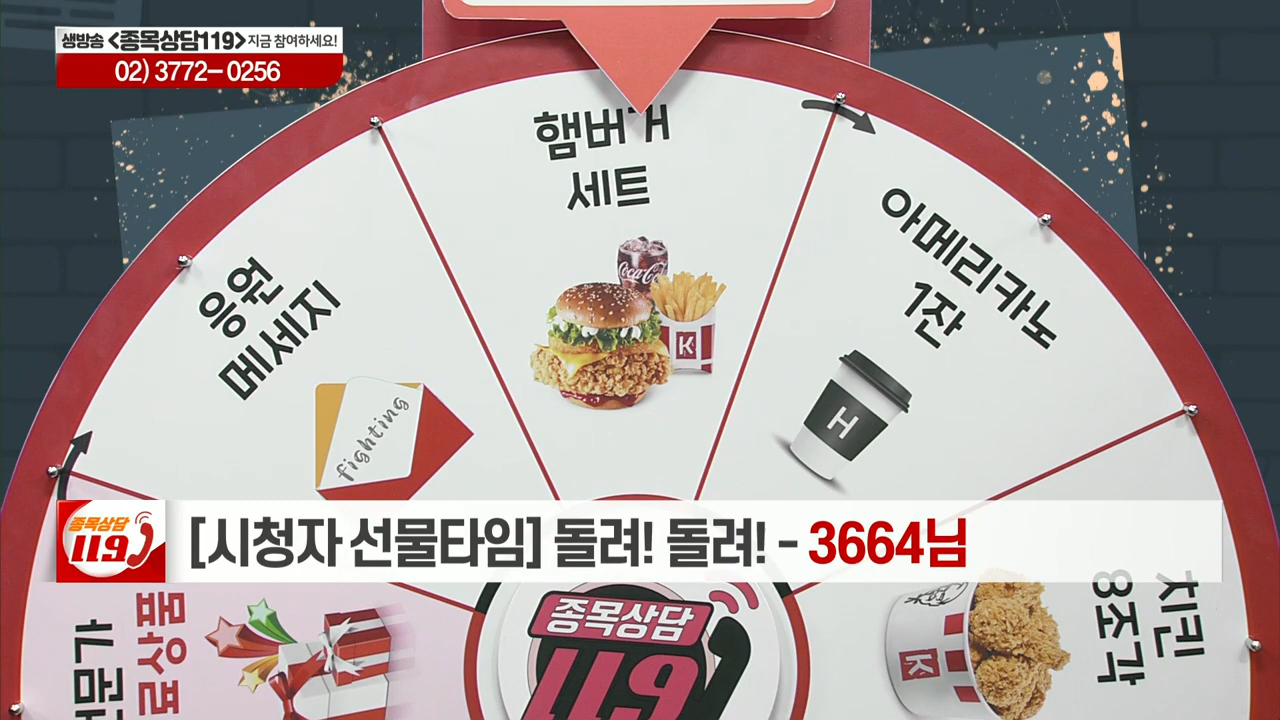 생방송 <종목상담119> 지금 참여하세요!
02) 3772-0256
햄버거
세트
아메리카노
1잔
응원
메세지
Coca-Cola
K
fighting
H
종목상담
119
[시청자 선물타임] 돌려! 돌려! - 3664님
종목상담
119
치킨
8조각
K